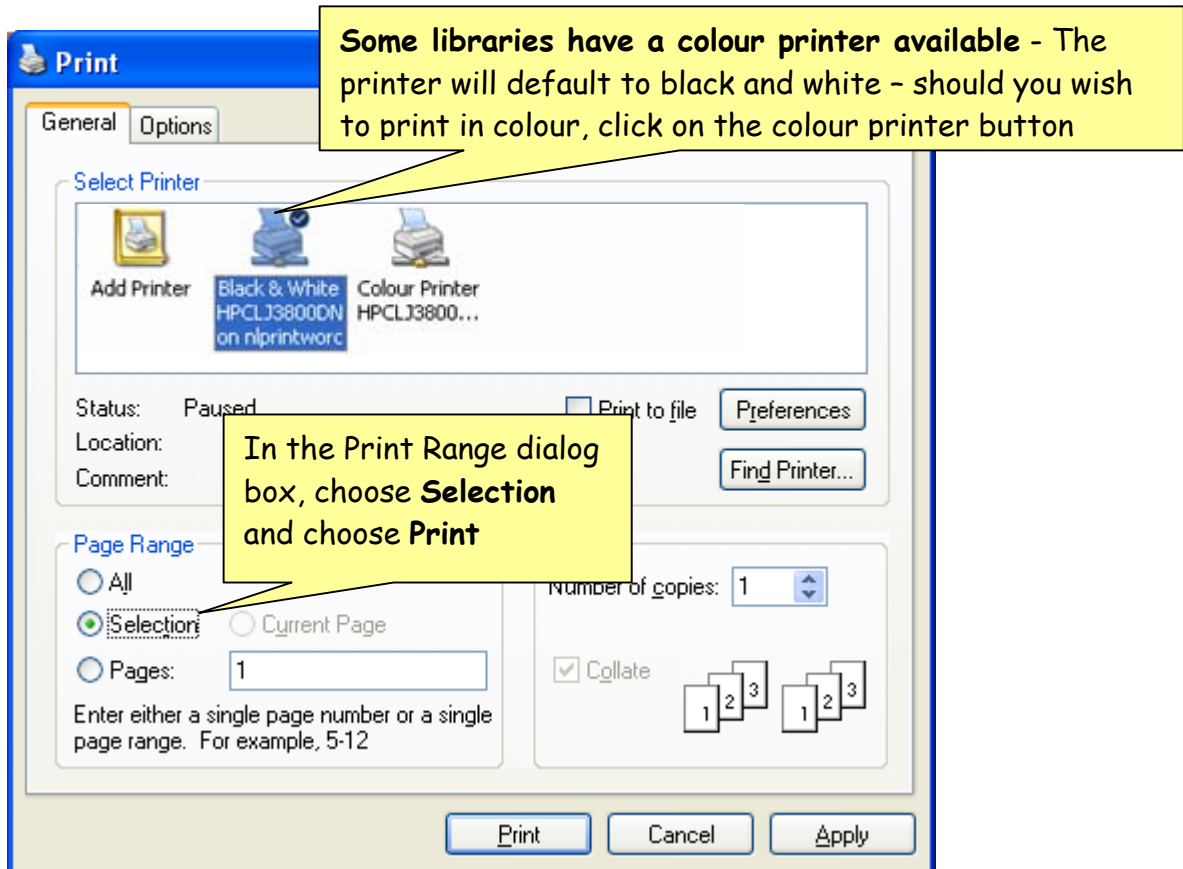 Print
Some libraries have a colour printer available - The
printer will default to black and white – should you wish
to print in colour, click on the colour printer button
General Options
Select Printer
Add Printer
Black & White
HPCLJ3800DN
on nlprintworc
Colour Printer
HPCLJ3800...
Status: Paused
Location:
Comment:
Print to file
Preferences
Find Printer...
In the Print Range dialog
box, choose Selection
and choose Print
Page Range
All
Selection Current Page
Pages: 1
Enter either a single page number or a single
page range. For example, 5-12
Number of copies: 1
Collate
1 2 3 1 2 3
Print Cancel Apply